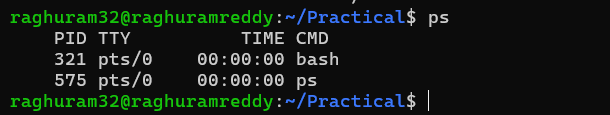 raghuram32@raghuramreddy:~/Practical$ ps
    PID TTY          TIME CMD
    321 pts/0    00:00:00 bash
    575 pts/0    00:00:00 ps
raghuram32@raghuramreddy:~/Practical$